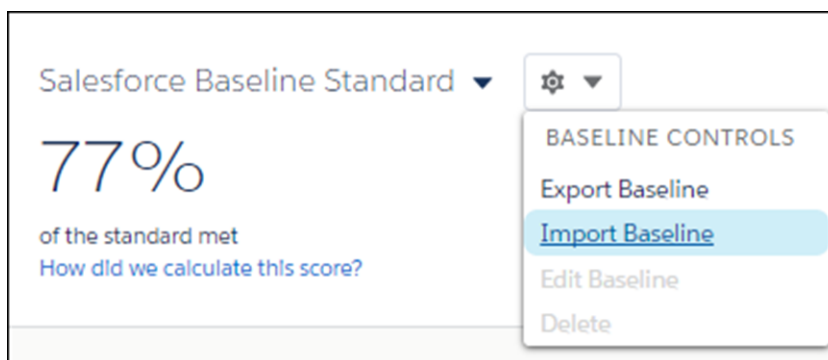 Salesforce Baseline Standard
77%
of the standard met
How did we calculate this score?
BASELINE CONTROLS
Export Baseline
Import Baseline
Edit Baseline
Delete